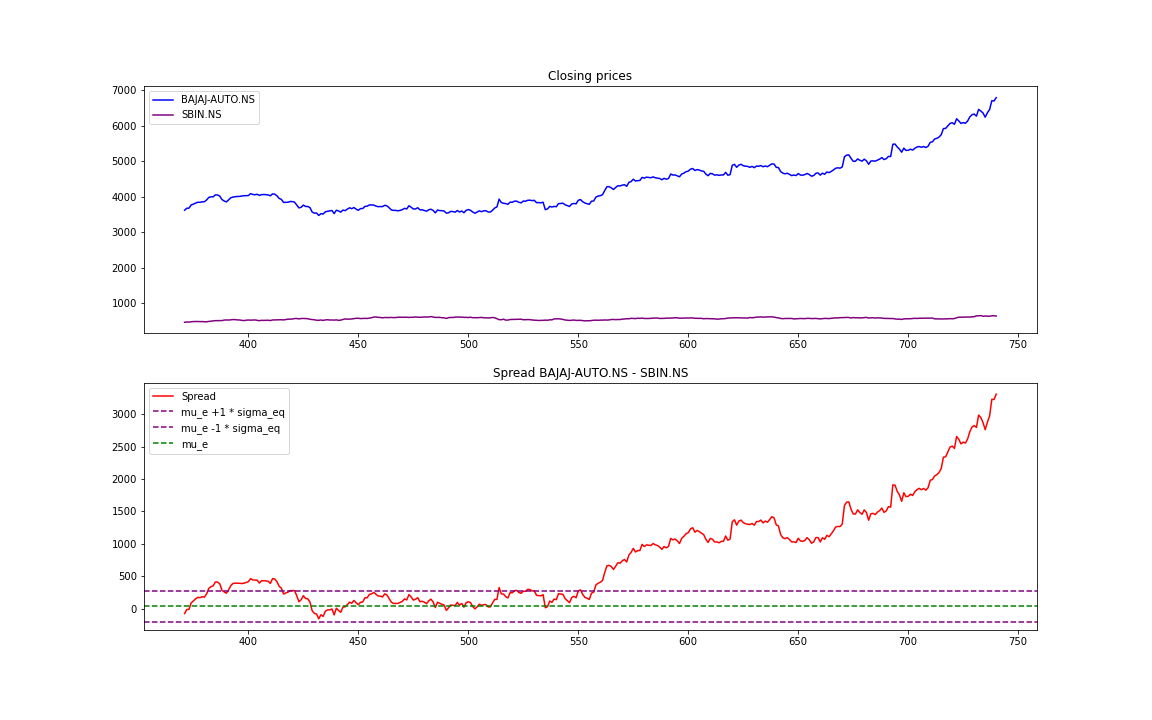 Closing prices
7000
6000
5000
4000
3000
2000
1000
BAJAJ-AUTO.NS
SBIN.NS
400 450 500 550 600 650 700 750
Spread BAJAJ-AUTO.NS - SBIN.NS
3000
2500
2000
1500
1000
500
0
Spread
mu_e +1 * sigma_eq
mu_e -1 * sigma_eq
mu_e
400 450 500 550 600 650 700 750